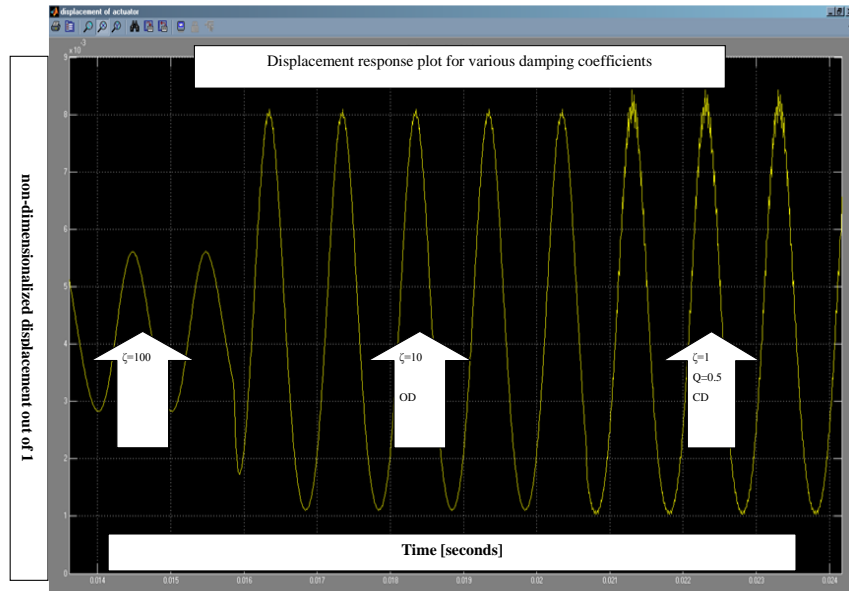 displacement of actuator
x10 -3
Displacement response plot for various damping coefficients
9
8
7
6
5
4
3
2
1
0
non-dimensionalized displacement out of 1
ζ=100
ζ=10
OD
ζ=1
Q=0.5
CD
Time [seconds]
0.014 0.015 0.016 0.017 0.018 0.019 0.02 0.021 0.022 0.023 0.024